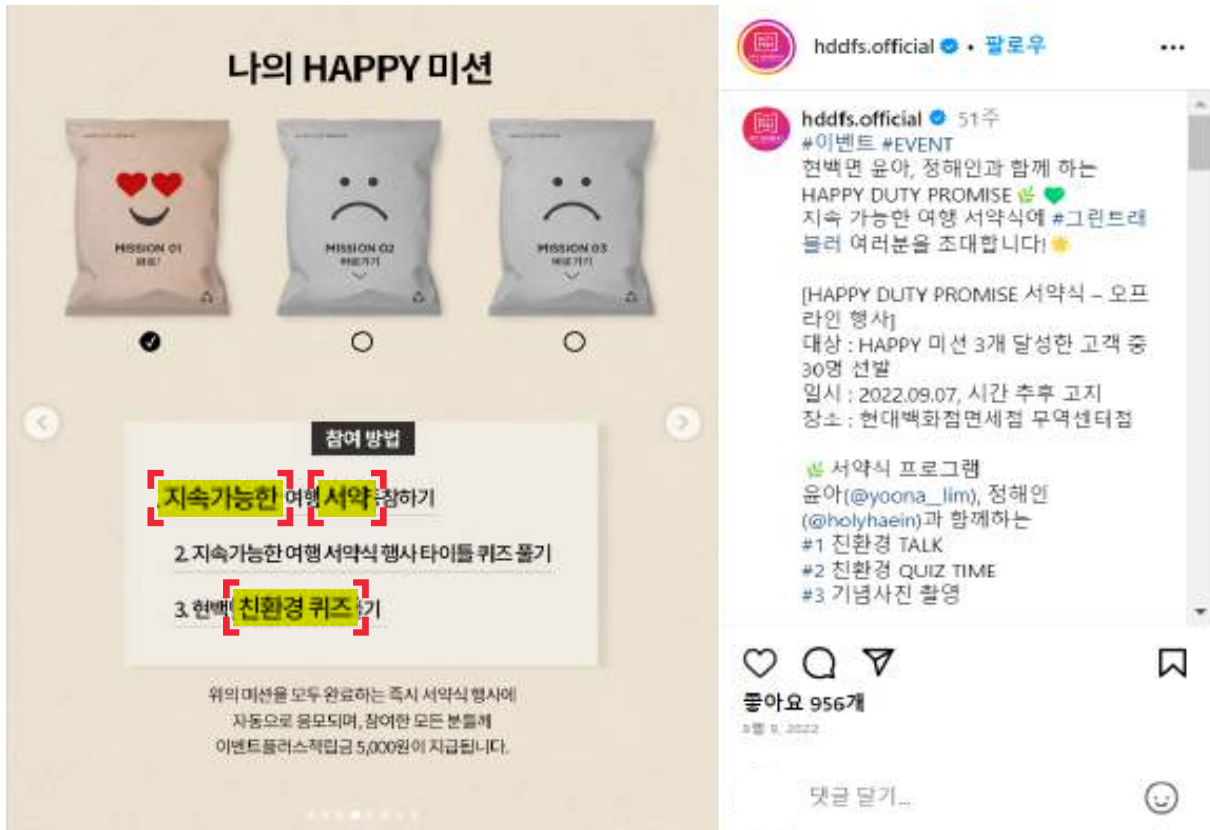 나의 HAPPY 미션
MISSION 01
완료!
MISSION 02
바로가기
MISSION 03
바로가기
참여 방법
지속가능한 여행 서약 동참하기
2. 지속가능한 여행 서약식 행사 타이틀 퀴즈 풀기
3. 현백 친환경 퀴즈 기
위의 미션을 모두 완료하는 즉시 서약식 행사에
자동으로 응모되며, 참여한 모든 분들께
이벤트플러스적립금 5,000원이 지급됩니다.
hddfs.official • 팔로우
hddfs.official 51주
#이벤트 #EVENT
현백면 윤아, 정해인과 함께 하는
HAPPY DUTY PROMISE 🌿 💚
지속 가능한 여행 서약식에 #그린트래
블러 여러분을 초대합니다! 🌟
[HAPPY DUTY PROMISE 서약식 – 오프
라인 행사]
대상 : HAPPY 미션 3개 달성한 고객 중
30명 선발
일시 : 2022.09.07, 시간 추후 고지
장소 : 현대백화점면세점 무역센터점
🌿 서약식 프로그램
윤아(@yoona__lim), 정해인
(@holyhaein)과 함께하는
#1 친환경 TALK
#2 친환경 QUIZ TIME
#3 기념사진 촬영
좋아요 956개
9, 2022
댓글 달기...